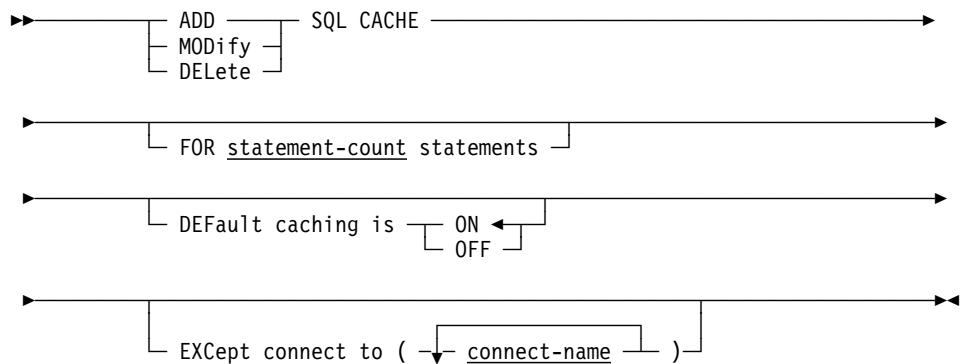 ADD SQL CACHE
MODify
DELete
FOR statement-count statements
DEFault caching is ON
OFF
EXCept connect to ( connect-name )